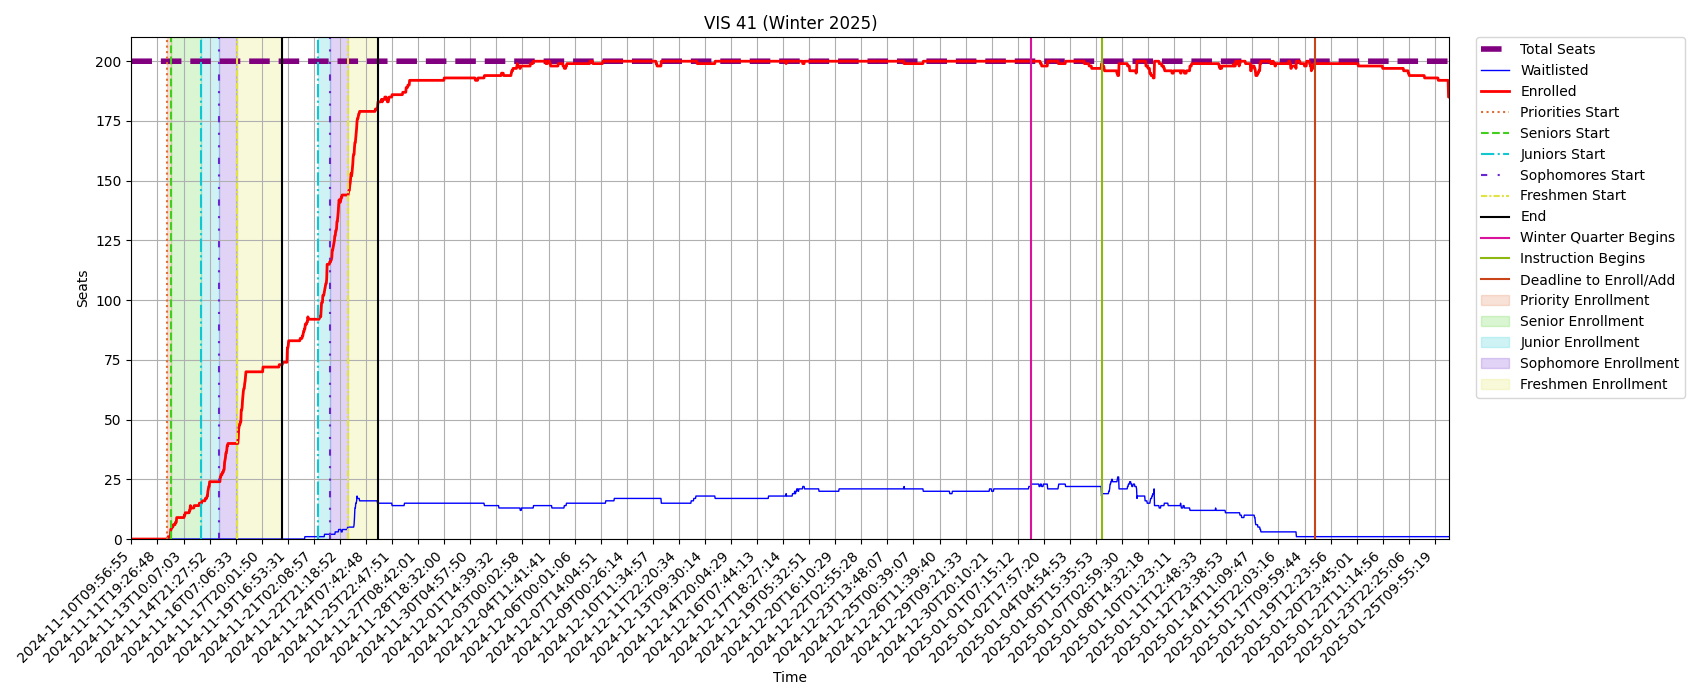 VIS 41 (Winter 2025)
200
175
150
125
100
75
50
25
0
Seats
2024-11-10T09:56:55
2024-11-11T19:26:48
2024-11-13T10:07:03
2024-11-14T21:27:52
2024-11-16T07:06:33
2024-11-17T20:01:50
2024-11-19T16:53:31
2024-11-21T02:08:57
2024-11-22T21:18:52
2024-11-24T07:42:48
2024-11-25T22:47:51
2024-11-27T08:42:01
2024-11-28T18:32:00
2024-11-30T04:57:50
2024-12-01T14:39:32
2024-12-03T00:02:58
2024-12-04T11:41:41
2024-12-06T00:01:06
2024-12-07T14:04:51
2024-12-09T00:26:14
2024-12-10T11:34:57
2024-12-11T22:20:34
2024-12-13T09:30:14
2024-12-14T20:04:29
2024-12-16T07:44:13
2024-12-17T18:27:14
2024-12-19T05:32:51
2024-12-20T16:10:29
2024-12-22T02:55:28
2024-12-23T13:48:07
2024-12-25T00:39:07
2024-12-26T11:39:40
2024-12-29T09:21:33
2024-12-30T20:10:21
2025-01-01T07:15:12
2025-01-02T17:57:20
2025-01-04T04:54:53
2025-01-05T15:35:53
2025-01-07T02:59:30
2025-01-08T14:32:18
2025-01-10T01:23:11
2025-01-11T12:48:33
2025-01-12T23:38:53
2025-01-14T11:09:47
2025-01-15T22:03:16
2025-01-17T09:59:44
2025-01-19T12:23:56
2025-01-20T23:45:01
2025-01-22T11:14:56
2025-01-23T22:25:06
2025-01-25T09:55:19
Time
Total Seats
Waitlisted
Enrolled
Priorities Start
Seniors Start
Juniors Start
Sophomores Start
Freshmen Start
End
Winter Quarter Begins
Instruction Begins
Deadline to Enroll/Add
Priority Enrollment
Senior Enrollment
Junior Enrollment
Sophomore Enrollment
Freshmen Enrollment